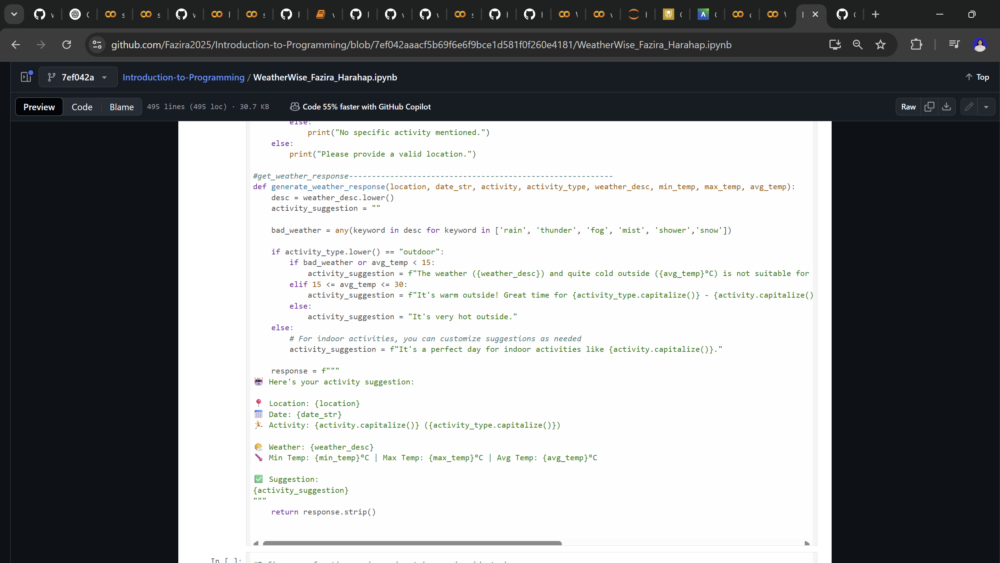 github.com/Fazira2025/Introduction-to-Programming/blob/7ef042aaacf5b69f6e6f9bce1d581f0f260e4181/WeatherWise_Fazira_Harahap.ipynb
7ef042a Introduction-to-Programming / WeatherWise_Fazira_Harahap.ipynb Top
Preview Code Blame 495 lines (495 loc) · 30.7 KB Code 55% faster with GitHub Copilot Raw
else:
print("No specific activity mentioned.")
else:
print("Please provide a valid location.")
#get_weather_response----------------------------------------------------------
def generate_weather_response(location, date_str, activity, activity_type, weather_desc, min_temp, max_temp, avg_temp):
desc = weather_desc.lower()
activity_suggestion = ""
bad_weather = any(keyword in desc for keyword in ['rain', 'thunder', 'fog', 'mist', 'shower','snow'])
if activity_type.lower() == "outdoor":
if bad_weather or avg_temp < 15:
activity_suggestion = f"The weather ({weather_desc}) and quite cold outside ({avg_temp}°C) is not suitable for
elif 15 <= avg_temp <= 30:
activity_suggestion = f"It's warm outside! Great time for {activity_type.capitalize()} - {activity.capitalize()
else:
activity_suggestion = "It's very hot outside."
else:
# For indoor activities, you can customize suggestions as needed
activity_suggestion = f"It's a perfect day for indoor activities like {activity.capitalize()}."
response = f"""
🤖 Here's your activity suggestion:
📍 Location: {location}
📅 Date: {date_str}
🏃 Activity: {activity.capitalize()} ({activity_type.capitalize()})
🌤 Weather: {weather_desc}
🌡 Min Temp: {min_temp}°C | Max Temp: {max_temp}°C | Avg Temp: {avg_temp}°C
✅ Suggestion:
{activity_suggestion}
"""
return response.strip()
In [ ]: